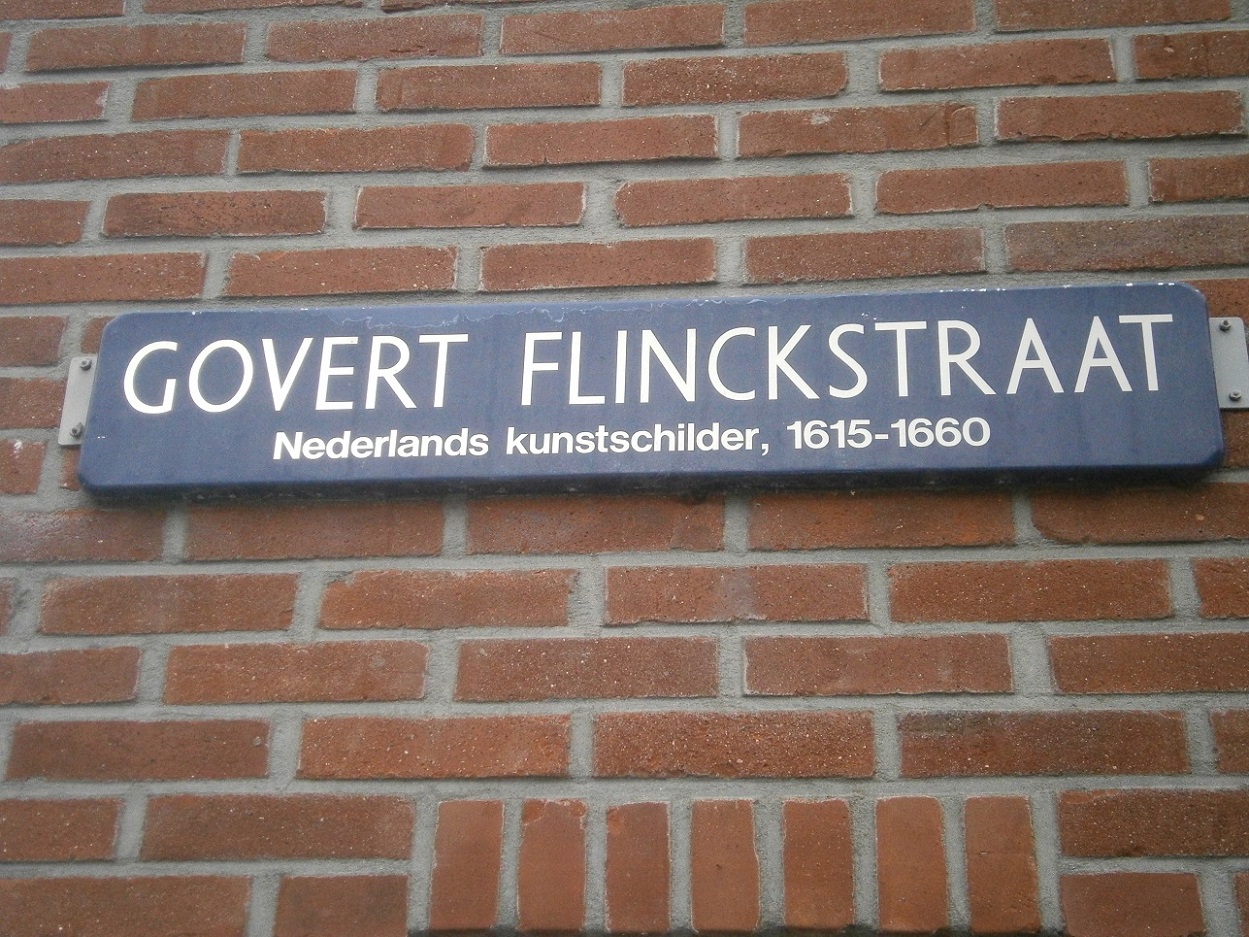 GOVERT FLINCKSTRAAT
Nederlands kunstschilder, 1615-1660